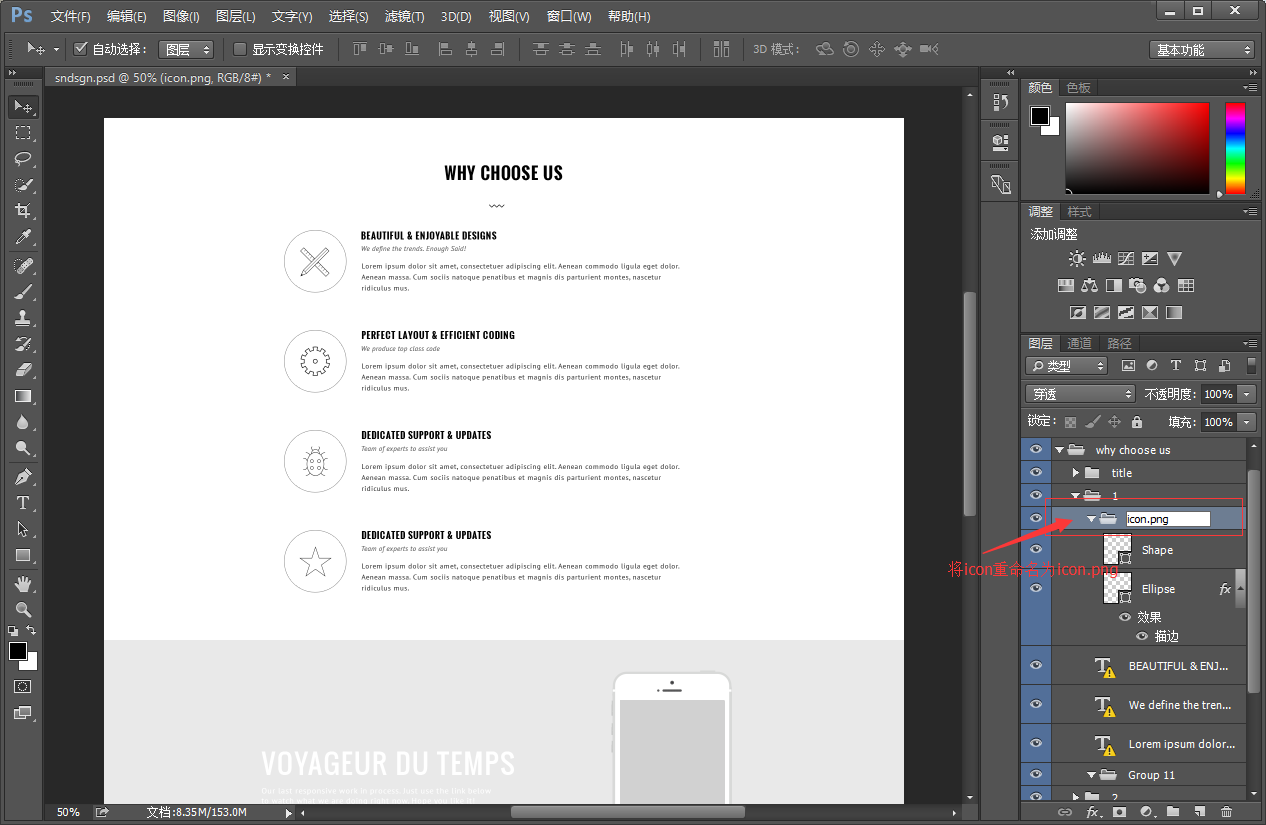 Ps 文件(F) 编辑(E) 图像(I) 图层(L) 文字(Y) 选择(S) 滤镜(T) 3D(D) 视图(V) 窗口(W) 帮助(H)
自动选择: 图层 显示变换控件 3D 模式: 基本功能
sndsgn.psd @ 50% (icon.png, RGB/8#) * ×
WHY CHOOSE US
BEAUTIFUL & ENJOYABLE DESIGNS
We define the trends. Enough Said!
Lorem ipsum dolor sit amet, consectetuer adipiscing elit. Aenean commodo ligula eget dolor.
Aenean massa. Cum sociis natoque penatibus et magnis dis parturient montes, nascetur
ridiculus mus.
PERFECT LAYOUT & EFFICIENT CODING
We produce top class code
Lorem ipsum dolor sit amet, consectetuer adipiscing elit. Aenean commodo ligula eget dolor.
Aenean massa. Cum sociis natoque penatibus et magnis dis parturient montes, nascetur
ridiculus mus.
DEDICATED SUPPORT & UPDATES
Team of experts to assist you
Lorem ipsum dolor sit amet, consectetuer adipiscing elit. Aenean commodo ligula eget dolor.
Aenean massa. Cum sociis natoque penatibus et magnis dis parturient montes, nascetur
ridiculus mus.
DEDICATED SUPPORT & UPDATES
Team of experts to assist you
Lorem ipsum dolor sit amet, consectetuer adipiscing elit. Aenean commodo ligula eget dolor.
Aenean massa. Cum sociis natoque penatibus et magnis dis parturient montes, nascetur
ridiculus mus.
VOYAGEUR DU TEMPS
Our last responsive work in process. Just use the link below
to watch what we are doing right now. Hope you like it!
50% 文档:8.35M/153.0M
颜色 色板
调整 样式
添加调整
图层 通道 路径
类型
穿透 不透明度: 100%
锁定: 填充: 100%
why choose us
title
1
icon.png
Shape
将icon重命名为icon.png
Ellipse fx
效果
描边
BEAUTIFUL & ENJ...
We define the tren...
Lorem ipsum dolor...
Group 11
2
fx